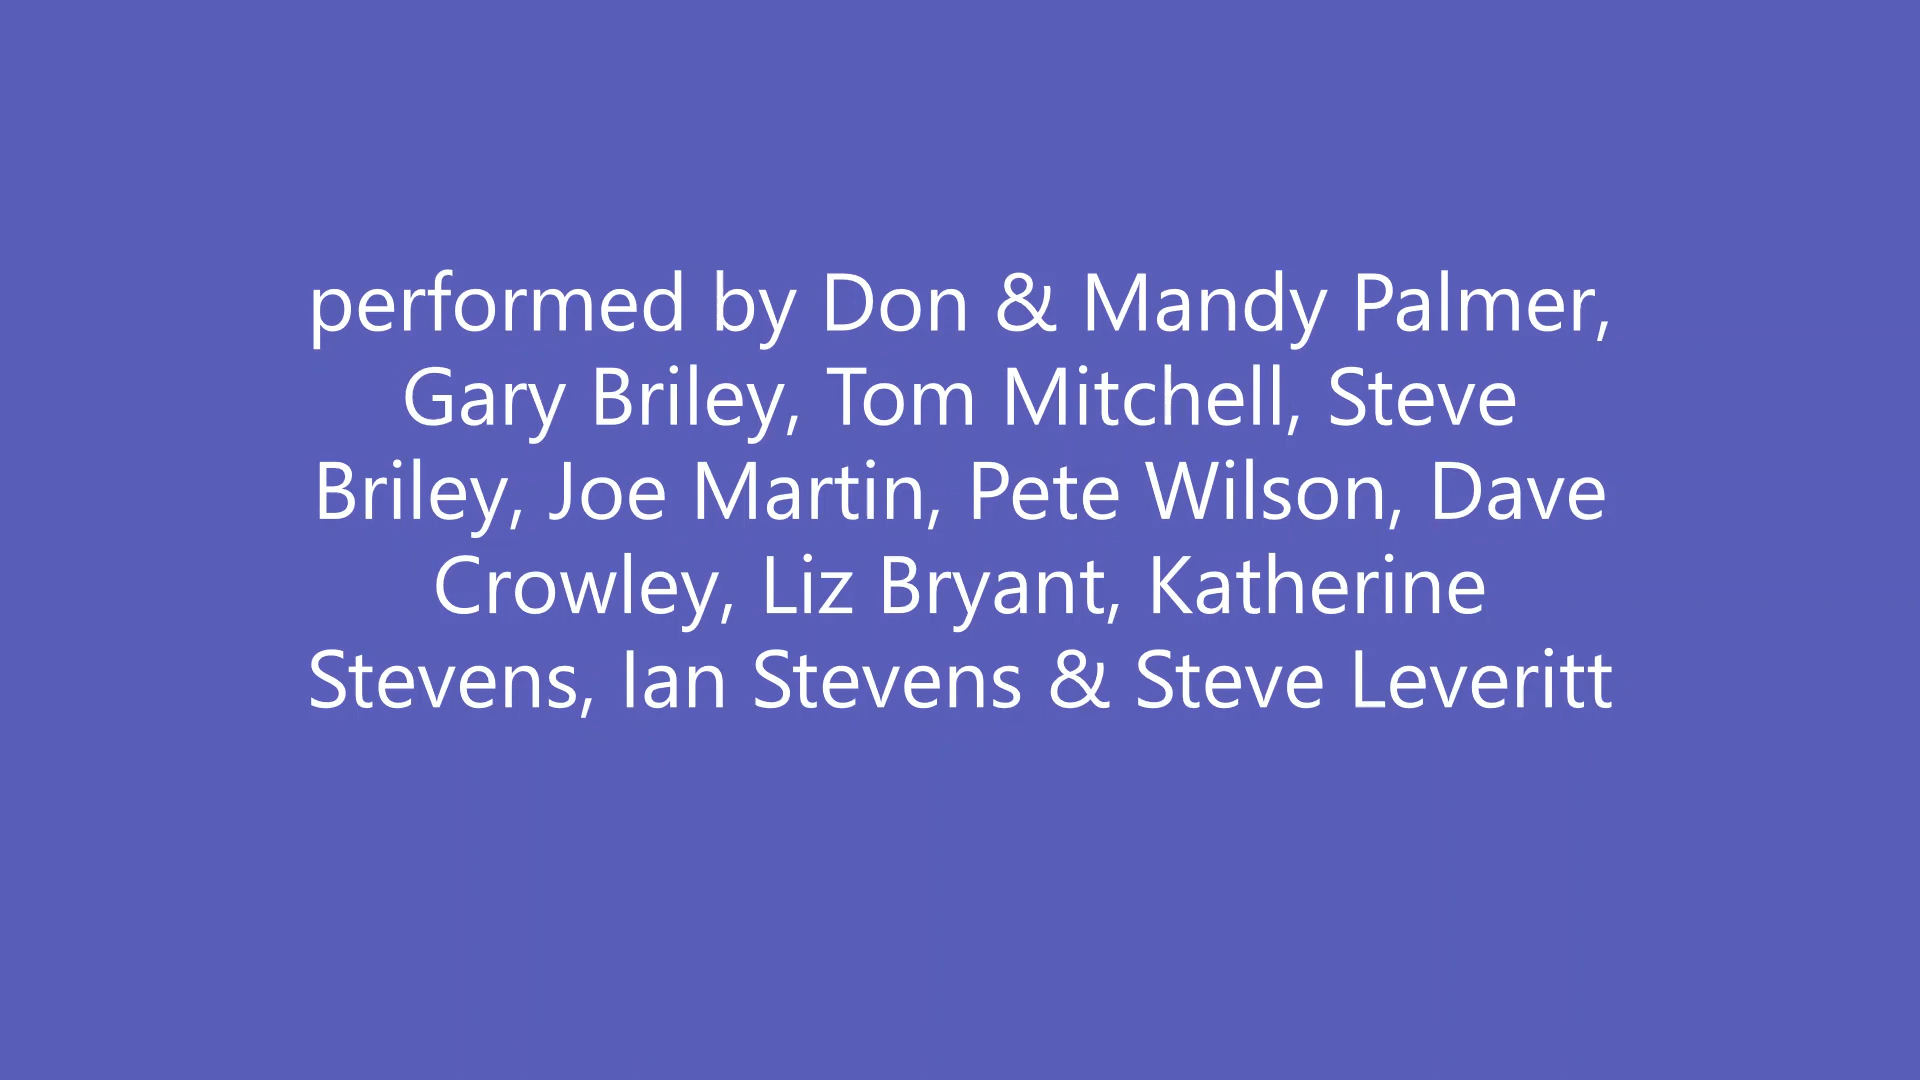 performed by Don & Mandy Palmer,
Gary Briley, Tom Mitchell, Steve
Briley, Joe Martin, Pete Wilson, Dave
Crowley, Liz Bryant, Katherine
Stevens, Ian Stevens & Steve Leveritt